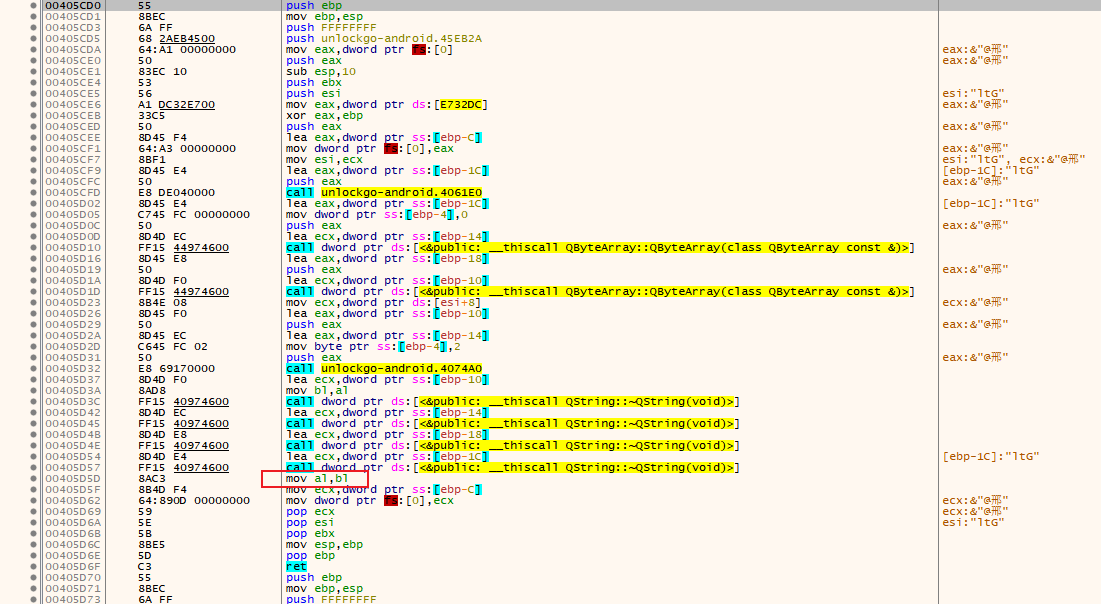 00405CD0 55 push ebp
00405CD1 8BEC mov ebp,esp
00405CD3 6A FF push FFFFFFFF
00405CD5 68 2AEB4500 push unlockgo-android.45EB2A
00405CDA 64:A1 00000000 mov eax,dword ptr fs:[0] eax:&"@邢"
00405CE0 50 push eax eax:&"@邢"
00405CE1 83EC 10 sub esp,10
00405CE4 53 push ebx
00405CE5 56 push esi esi:"ltG"
00405CE6 A1 DC32E700 mov eax,dword ptr ds:[E732DC] eax:&"@邢"
00405CEB 33C5 xor eax,ebp
00405CED 50 push eax eax:&"@邢"
00405CEE 8D45 F4 lea eax,dword ptr ss:[ebp-C]
00405CF1 64:A3 00000000 mov dword ptr fs:[0],eax eax:&"@邢"
00405CF7 8BF1 mov esi,ecx esi:"ltG", ecx:&"@邢"
00405CF9 8D45 E4 lea eax,dword ptr ss:[ebp-1C] [ebp-1C]:"ltG"
00405CFC 50 push eax eax:&"@邢"
00405CFD E8 DE040000 call unlockgo-android.4061E0
00405D02 8D45 E4 lea eax,dword ptr ss:[ebp-1C] [ebp-1C]:"ltG"
00405D05 C745 FC 00000000 mov dword ptr ss:[ebp-4],0
00405D0C 50 push eax eax:&"@邢"
00405D0D 8D4D EC lea ecx,dword ptr ss:[ebp-14]
00405D10 FF15 44974600 call dword ptr ds:[<&public: __thiscall QByteArray::QByteArray(class QByteArray const &)>]
00405D16 8D45 E8 lea eax,dword ptr ss:[ebp-18]
00405D19 50 push eax eax:&"@邢"
00405D1A 8D4D F0 lea ecx,dword ptr ss:[ebp-10]
00405D1D FF15 44974600 call dword ptr ds:[<&public: __thiscall QByteArray::QByteArray(class QByteArray const &)>]
00405D23 8B4E 08 mov ecx,dword ptr ds:[esi+8] ecx:&"@邢"
00405D26 8D45 F0 lea eax,dword ptr ss:[ebp-10]
00405D29 50 push eax eax:&"@邢"
00405D2A 8D45 EC lea eax,dword ptr ss:[ebp-14]
00405D2D C645 FC 02 mov byte ptr ss:[ebp-4],2
00405D31 50 push eax eax:&"@邢"
00405D32 E8 69170000 call unlockgo-android.4074A0
00405D37 8D4D F0 lea ecx,dword ptr ss:[ebp-10]
00405D3A 8AD8 mov bl,al
00405D3C FF15 40974600 call dword ptr ds:[<&public: __thiscall QString::~QString(void)>]
00405D42 8D4D EC lea ecx,dword ptr ss:[ebp-14]
00405D45 FF15 40974600 call dword ptr ds:[<&public: __thiscall QString::~QString(void)>]
00405D4B 8D4D E8 lea ecx,dword ptr ss:[ebp-18]
00405D4E FF15 40974600 call dword ptr ds:[<&public: __thiscall QString::~QString(void)>]
00405D54 8D4D E4 lea ecx,dword ptr ss:[ebp-1C] [ebp-1C]:"ltG"
00405D57 FF15 40974600 call dword ptr ds:[<&public: __thiscall QString::~QString(void)>]
00405D5D 8AC3 mov al,bl
00405D5F 8B4D F4 mov ecx,dword ptr ss:[ebp-C]
00405D62 64:890D 00000000 mov dword ptr fs:[0],ecx ecx:&"@邢"
00405D69 59 pop ecx ecx:&"@邢"
00405D6A 5E pop esi esi:"ltG"
00405D6B 5B pop ebx
00405D6C 8BE5 mov esp,ebp
00405D6E 5D pop ebp
00405D6F C3 ret
00405D70 55 push ebp
00405D71 8BEC mov ebp,esp
00405D73 6A FF push FFFFFFFF